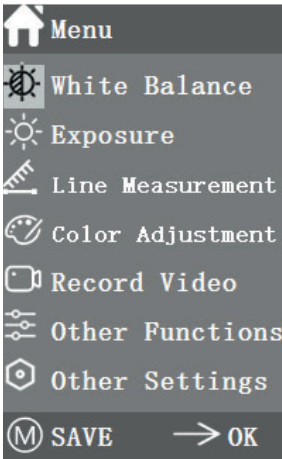 Menu
White Balance
Exposure
Line Measurement
Color Adjustment
Record Video
Other Functions
Other Settings
M SAVE OK